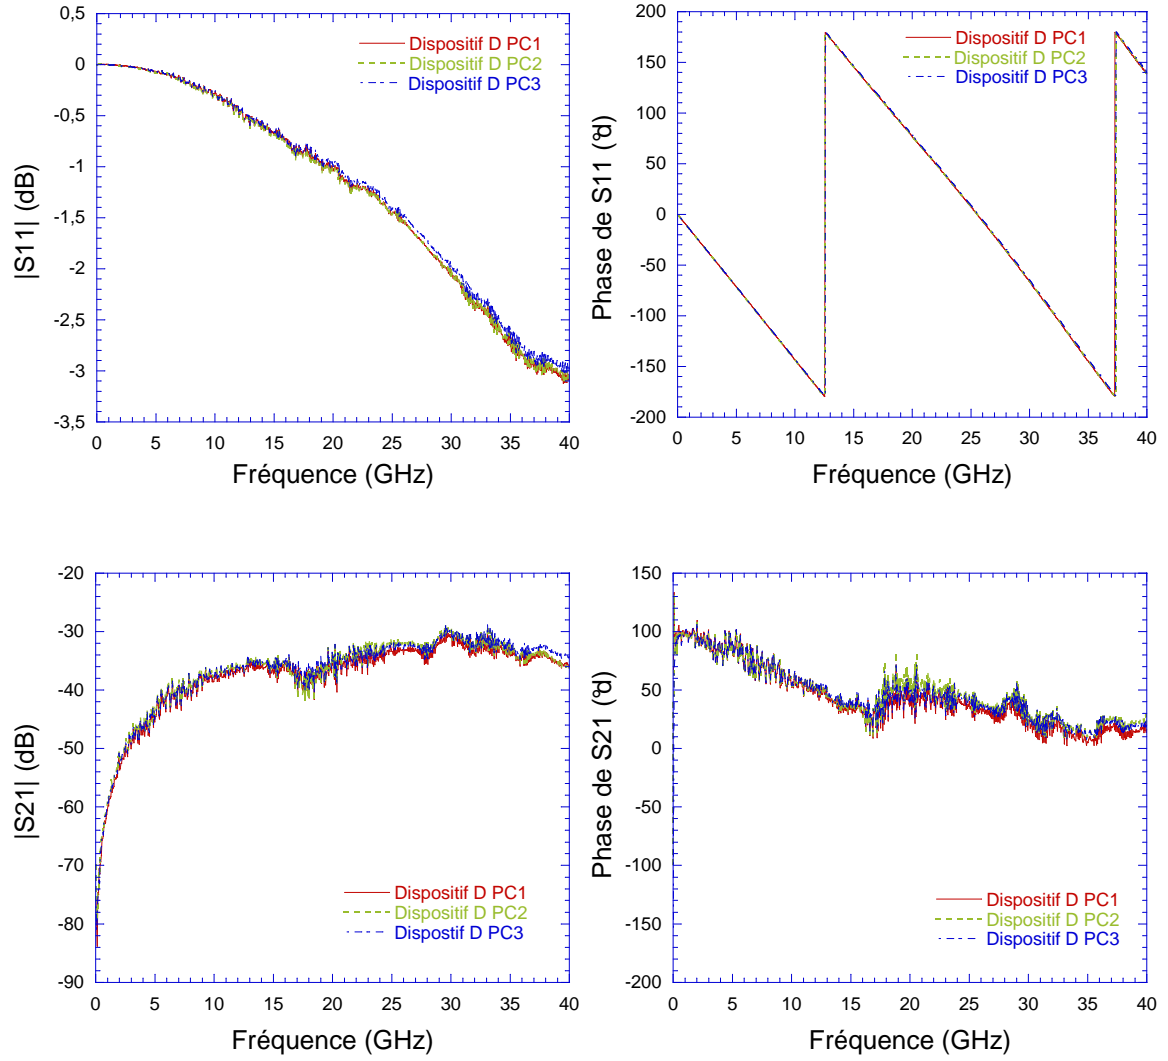 0,5
0
-0,5
-1
-1,5
-2
-2,5
-3
-3,5
0 5 10 15 20 25 30 35 40
|S11| (dB)
Fréquence (GHz)
Dispositif D PC1
Dispositif D PC2
Dispositif D PC3
200
150
100
50
0
-50
-100
-150
-200
0 5 10 15 20 25 30 35 40
Phase de S11 (°d)
Fréquence (GHz)
Dispositif D PC1
Dispositif D PC2
Dispositif D PC3
-20
-30
-40
-50
-60
-70
-80
-90
0 5 10 15 20 25 30 35 40
|S21| (dB)
Fréquence (GHz)
Dispositif D PC1
Dispositif D PC2
Dispostif D PC3
150
100
50
0
-50
-100
-150
-200
0 5 10 15 20 25 30 35 40
Phase de S21 (°d)
Fréquence (GHz)
Dispositif D PC1
Dispositif D PC2
Dispositif D PC3